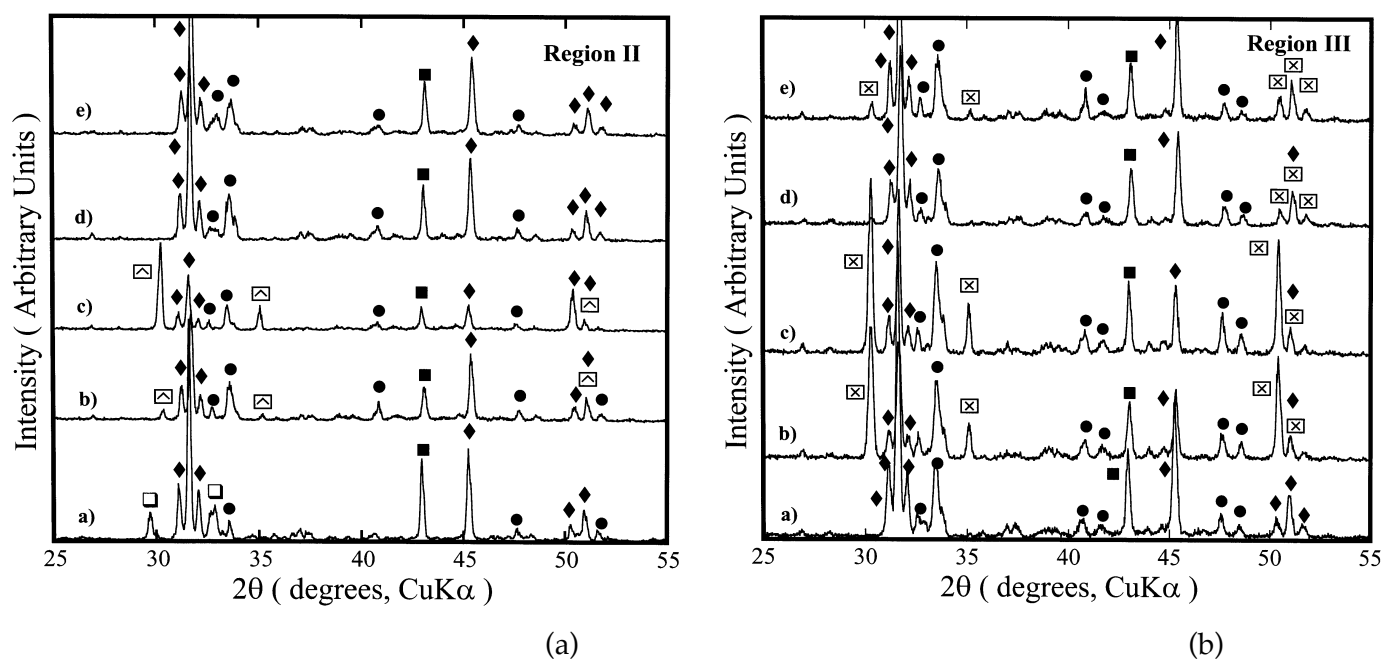 Region II
e)
d)
c)
b)
a)
Intensity ( Arbitrary Units )
25 30 35 40 45 50 55
2θ ( degrees, CuKα )
(a)
Region III
e)
d)
c)
b)
a)
Intensity ( Arbitrary Units )
25 30 35 40 45 50 55
2θ ( degrees, CuKα )
(b)